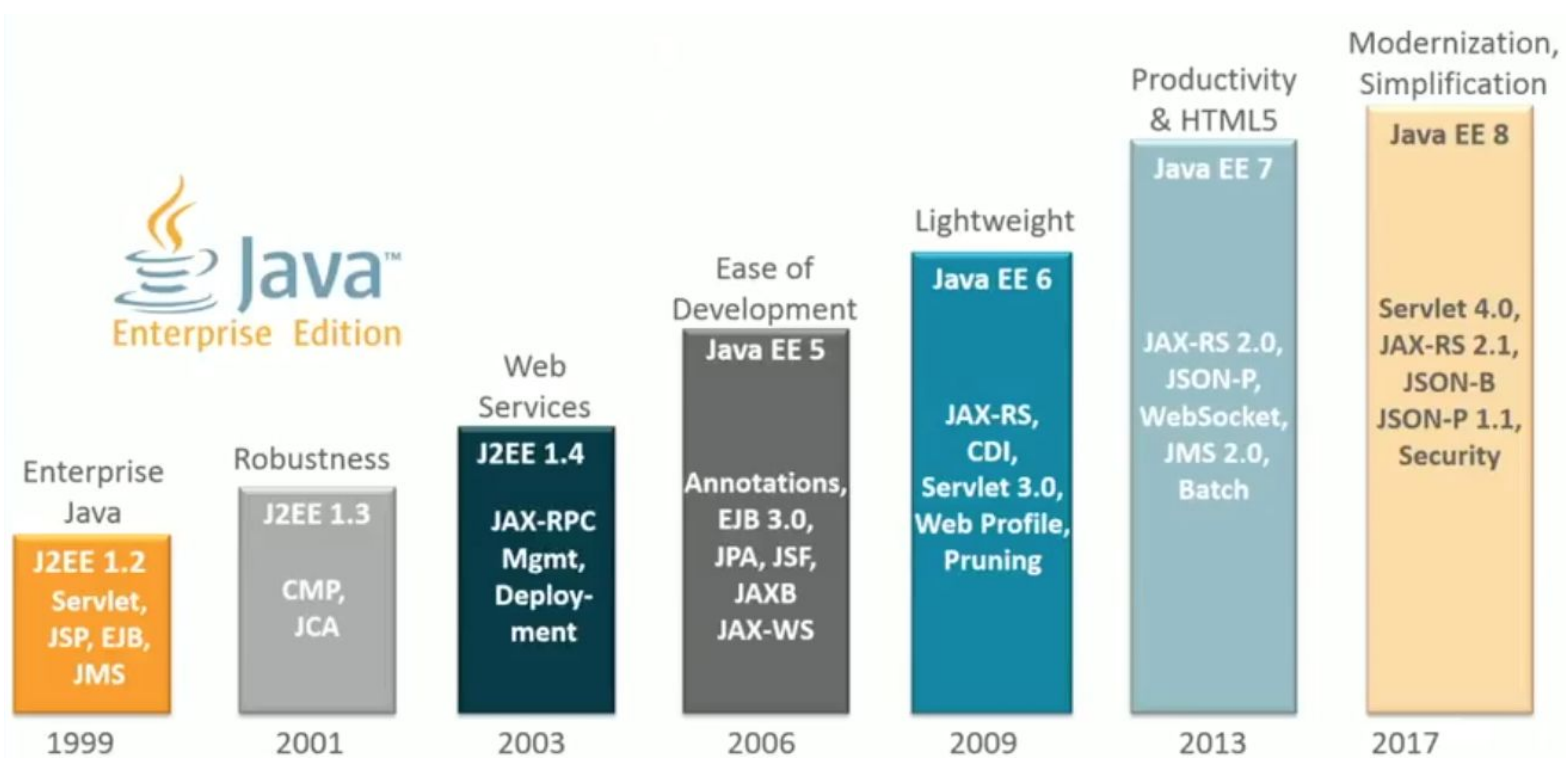 Java™
Enterprise Edition
Enterprise
Java
J2EE 1.2
Servlet,
JSP, EJB,
JMS
1999
Robustness
J2EE 1.3
CMP,
JCA
2001
Web
Services
J2EE 1.4
JAX-RPC
Mgmt,
Deploy-
ment
2003
Ease of
Development
Java EE 5
Annotations,
EJB 3.0,
JPA, JSF,
JAXB
JAX-WS
2006
Lightweight
Java EE 6
JAX-RS,
CDI,
Servlet 3.0,
Web Profile,
Pruning
2009
Productivity
& HTML5
Java EE 7
JAX-RS 2.0,
JSON-P,
WebSocket,
JMS 2.0,
Batch
2013
Modernization,
Simplification
Java EE 8
Servlet 4.0,
JAX-RS 2.1,
JSON-B
JSON-P 1.1,
Security
2017